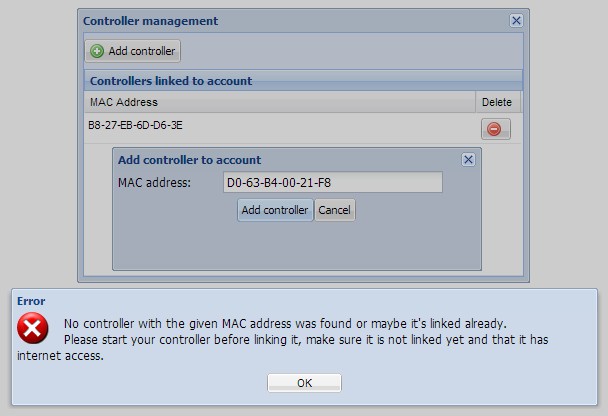 Controller management
Add controller
Controllers linked to account
MAC Address Delete
B8-27-EB-6D-D6-3E
Add controller to account
MAC address: D0-63-B4-00-21-F8
Add controller Cancel
Error
No controller with the given MAC address was found or maybe it's linked already.
Please start your controller before linking it, make sure it is not linked yet and that it has
internet access.
OK